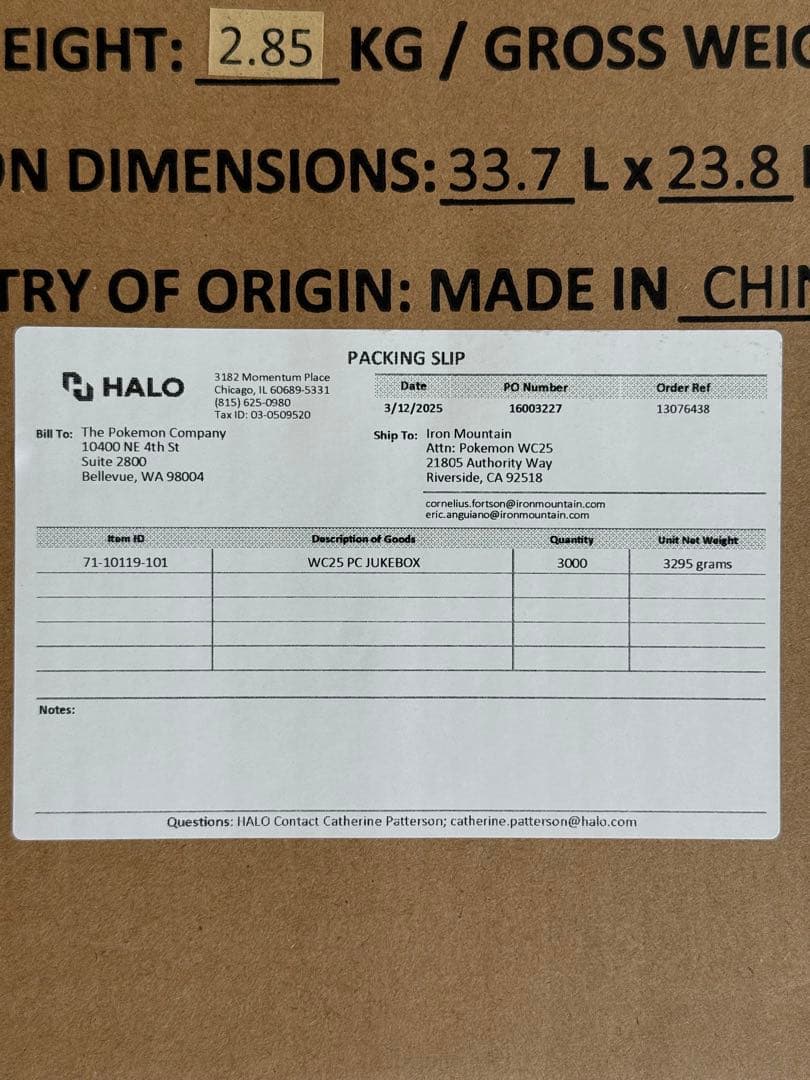 EIGHT: 2.85 KG / GROSS WEIG
ON DIMENSIONS: 33.7 L x 23.8
TRY OF ORIGIN: MADE IN CHIN
PACKING SLIP
HALO
3182 Momentum Place
Chicago, IL 60689-5331
(815) 625-0980
Tax ID: 03-0509520
Date PO Number Order Ref
3/12/2025 16003227 13076438
Bill To: The Pokemon Company
10400 NE 4th St
Suite 2800
Bellevue, WA 98004
Ship To: Iron Mountain
Attn: Pokemon WC25
21805 Authority Way
Riverside, CA 92518
cornelius.fortson@ironmountain.com
eric.anguiano@ironmountain.com
Item ID Description of Goods Quantity Unit Net Weight
71-10119-101 WC25 PC JUKEBOX 3000 3295 grams
Notes:
Questions: HALO Contact Catherine Patterson; catherine.patterson@halo.com